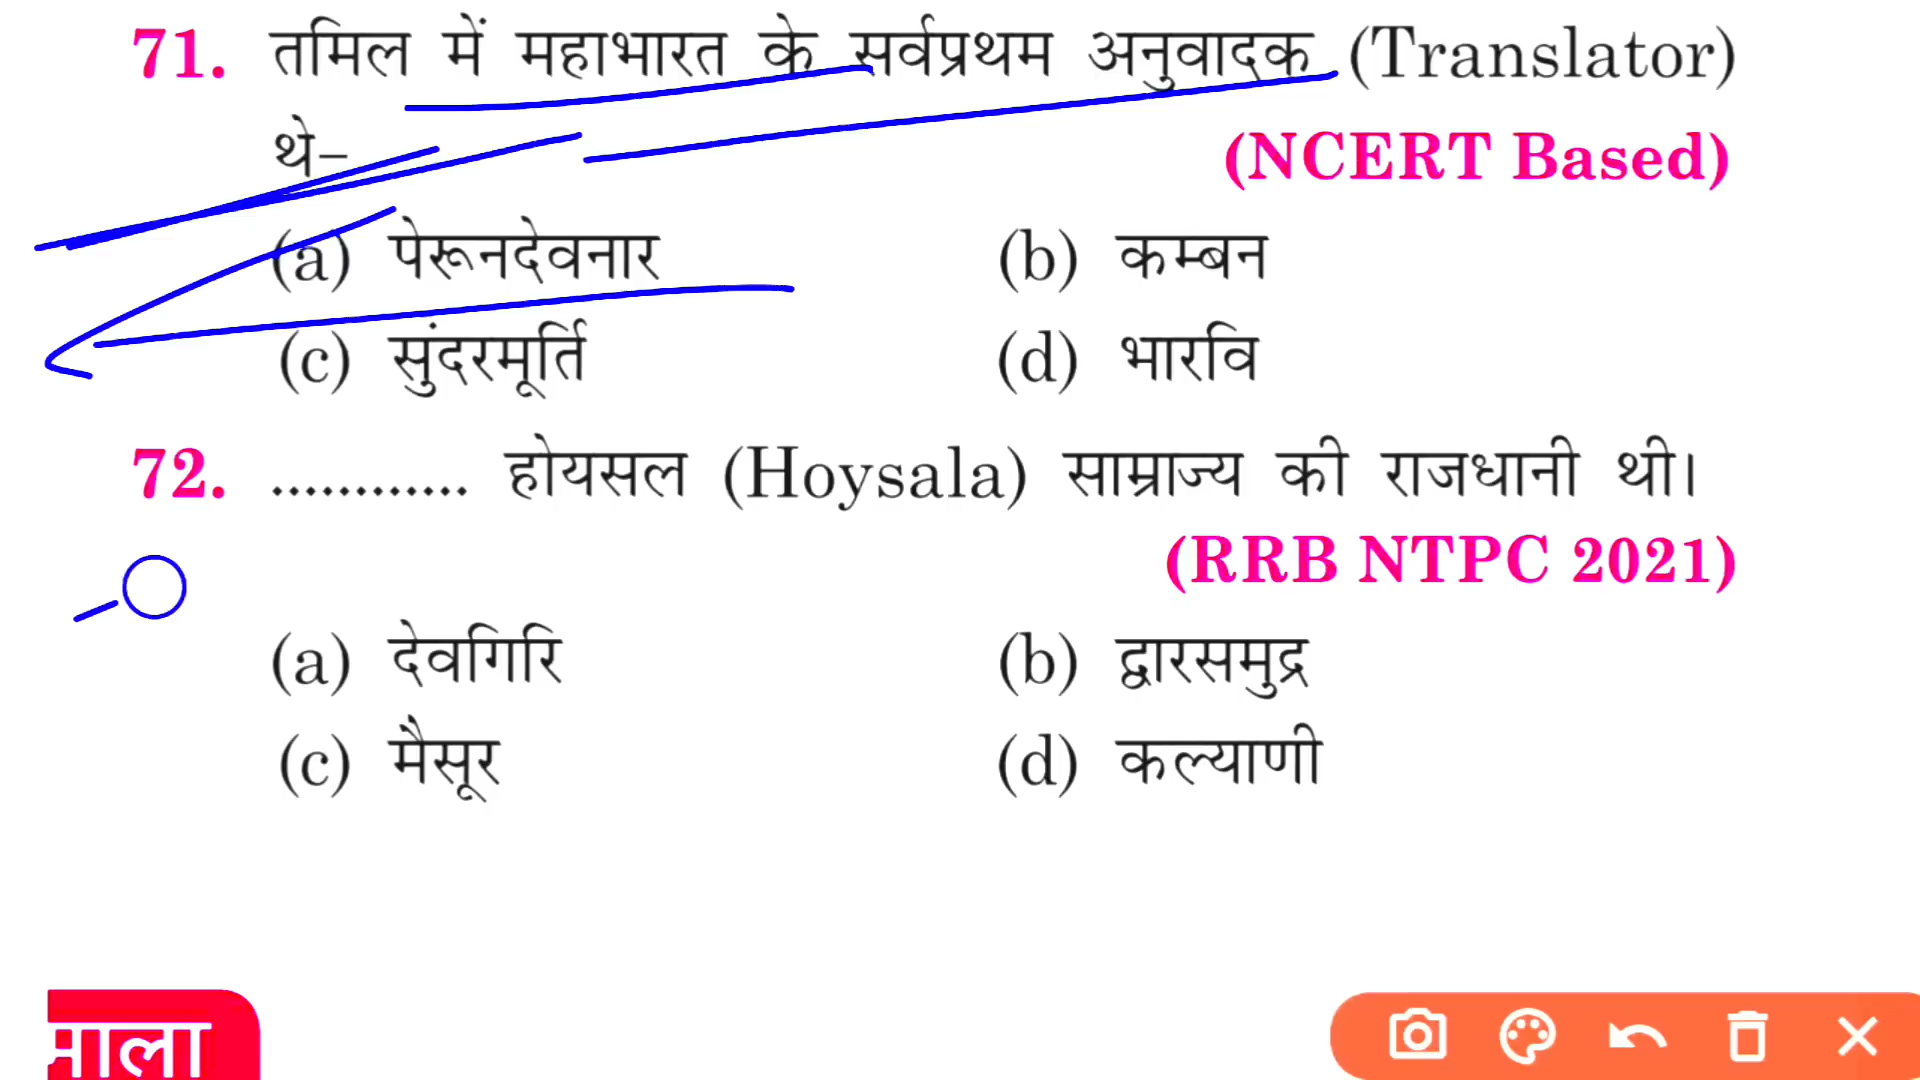 71. तमिल में महाभारत के सर्वप्रथम अनुवादक (Translator)
थे–
(NCERT Based)
(a) पेरूनदेवनार (b) कम्बन
(c) सुंदरमूर्ति (d) भारवि
72. ............ होयसल (Hoysala) साम्राज्य की राजधानी थी।
(RRB NTPC 2021)
(a) देवगिरि (b) द्वारसमुद्र
(c) मैसूर (d) कल्याणी